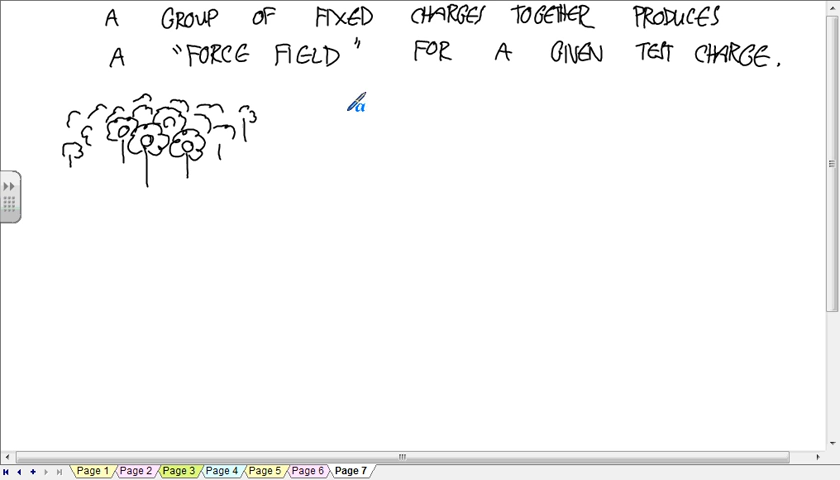 A GROUP OF FIXED CHARGES TOGETHER PRODUCES
A "FORCE FIELD" FOR A GIVEN TEST CHARGE.
a
Page 1 Page 2 Page 3 Page 4 Page 5 Page 6 Page 7